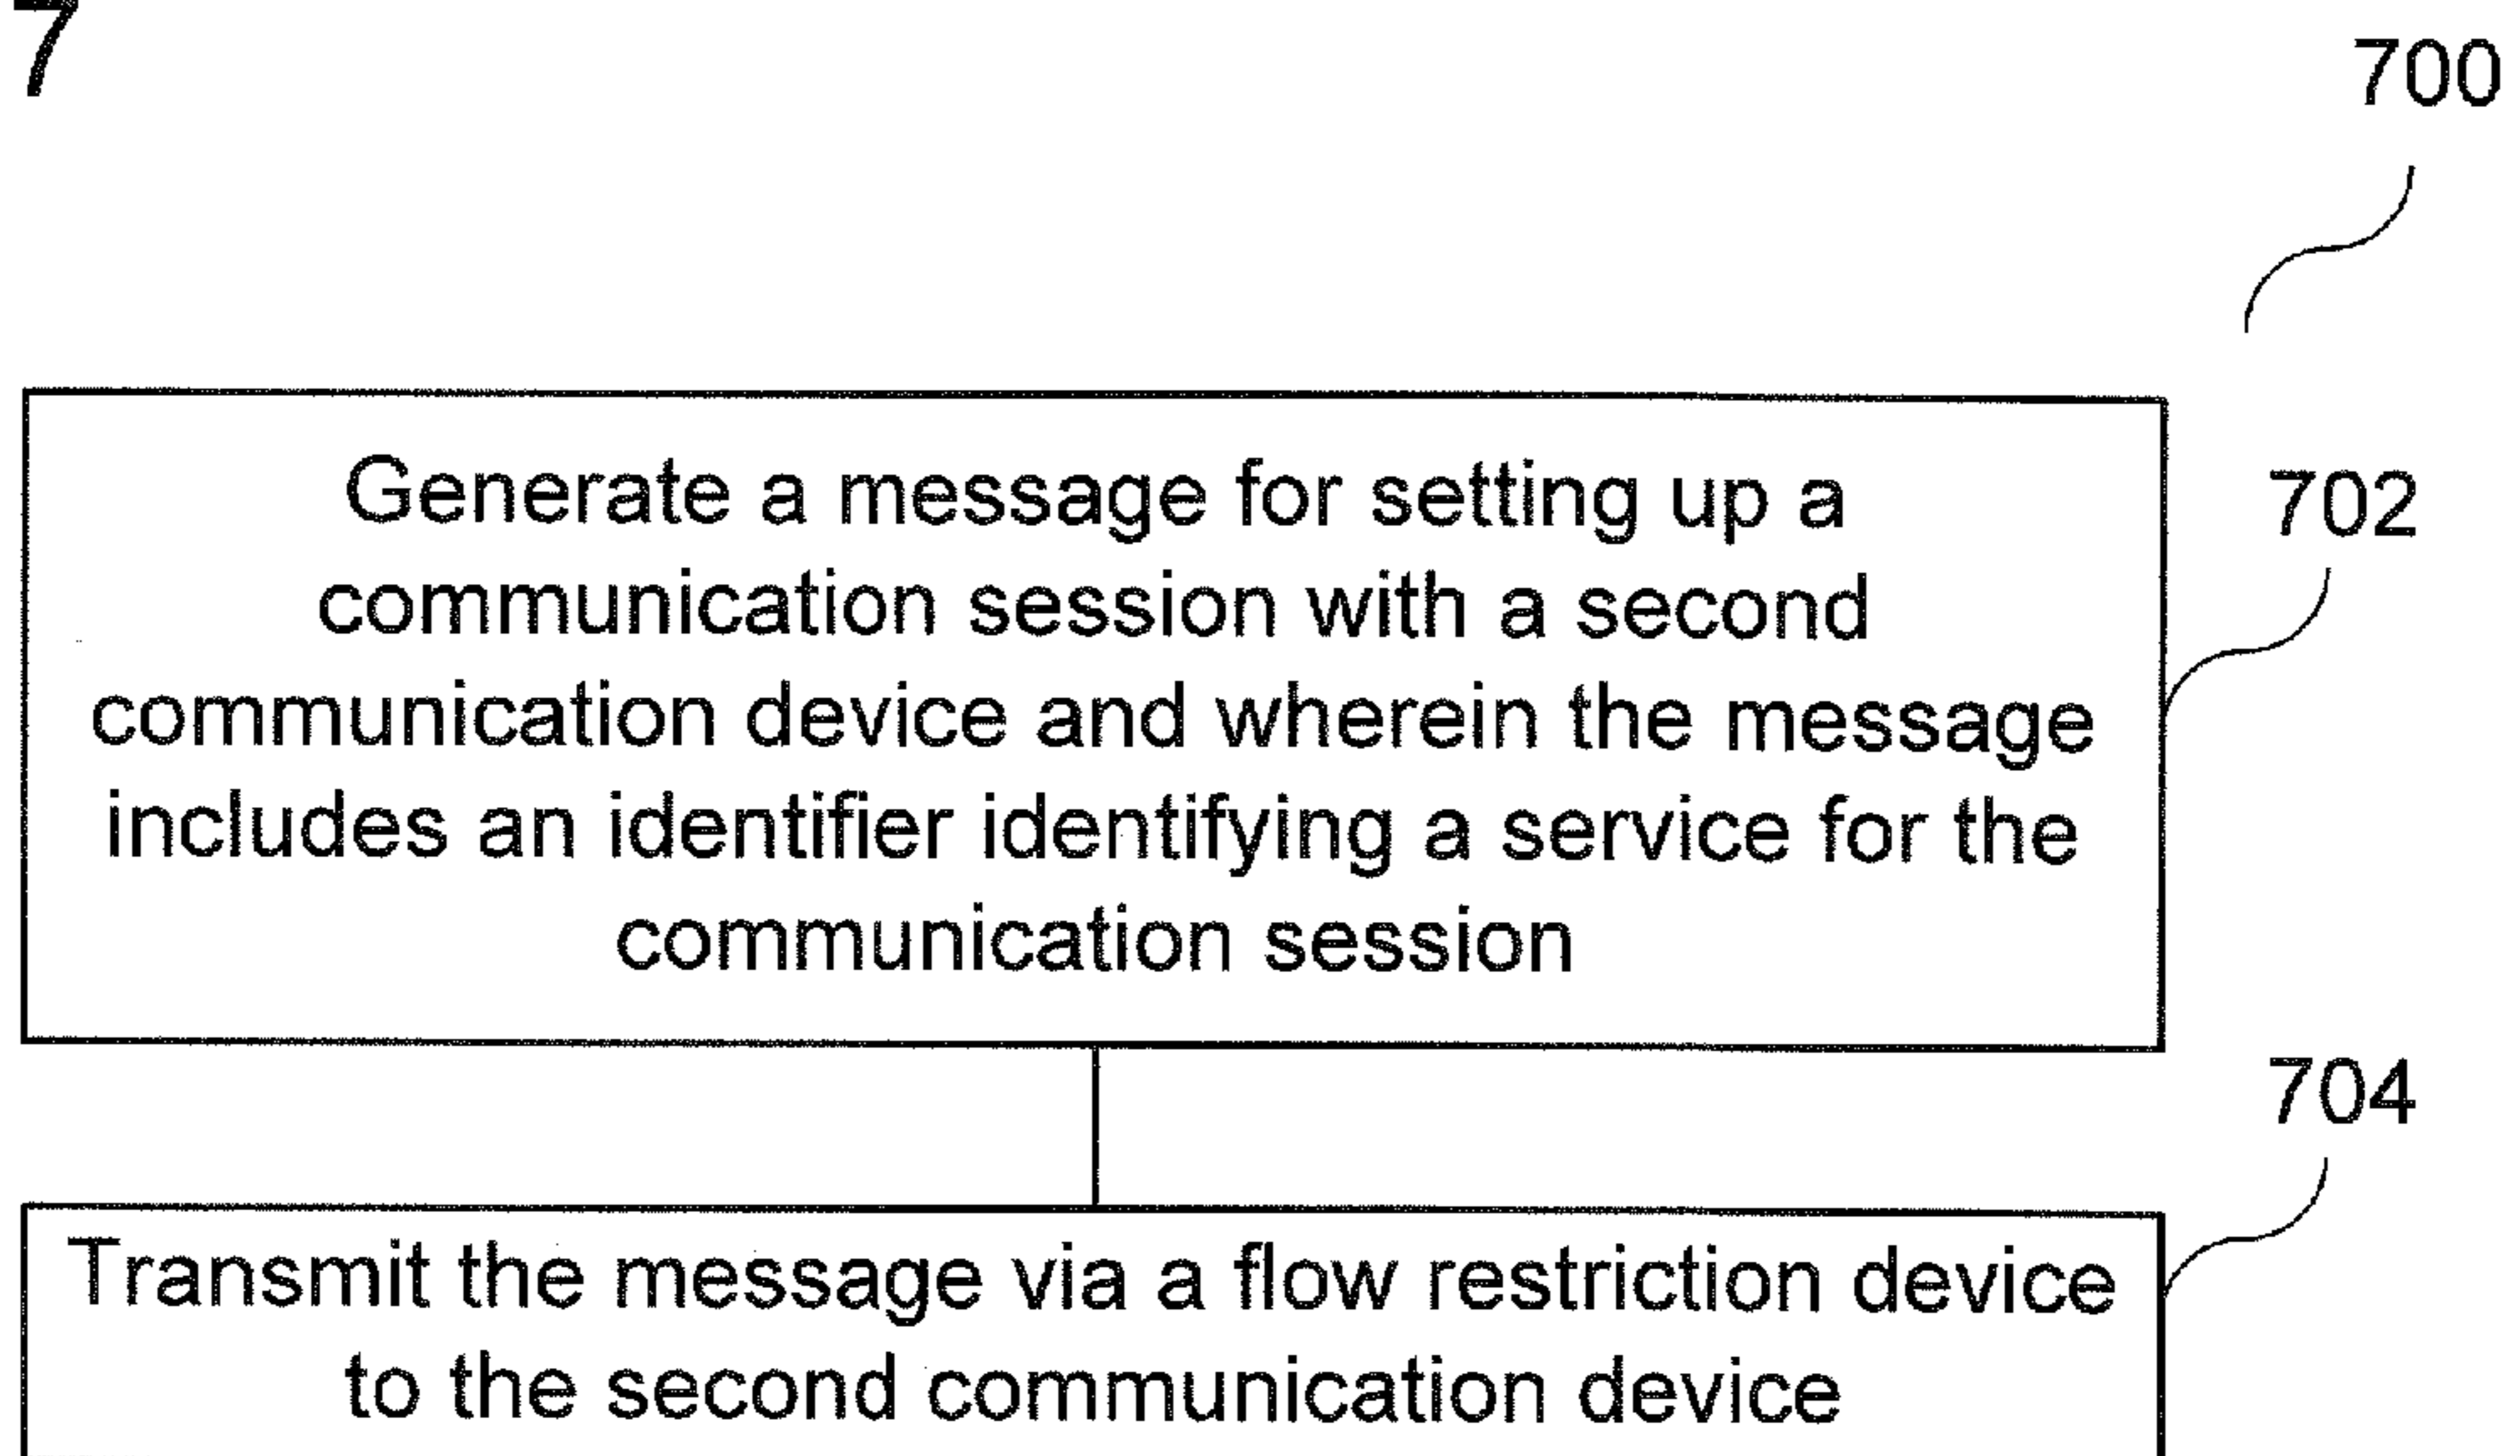 7
700
Generate a message for setting up a
communication session with a second
communication device and wherein the message
includes an identifier identifying a service for the
communication session
702
704
Transmit the message via a flow restriction device
to the second communication device